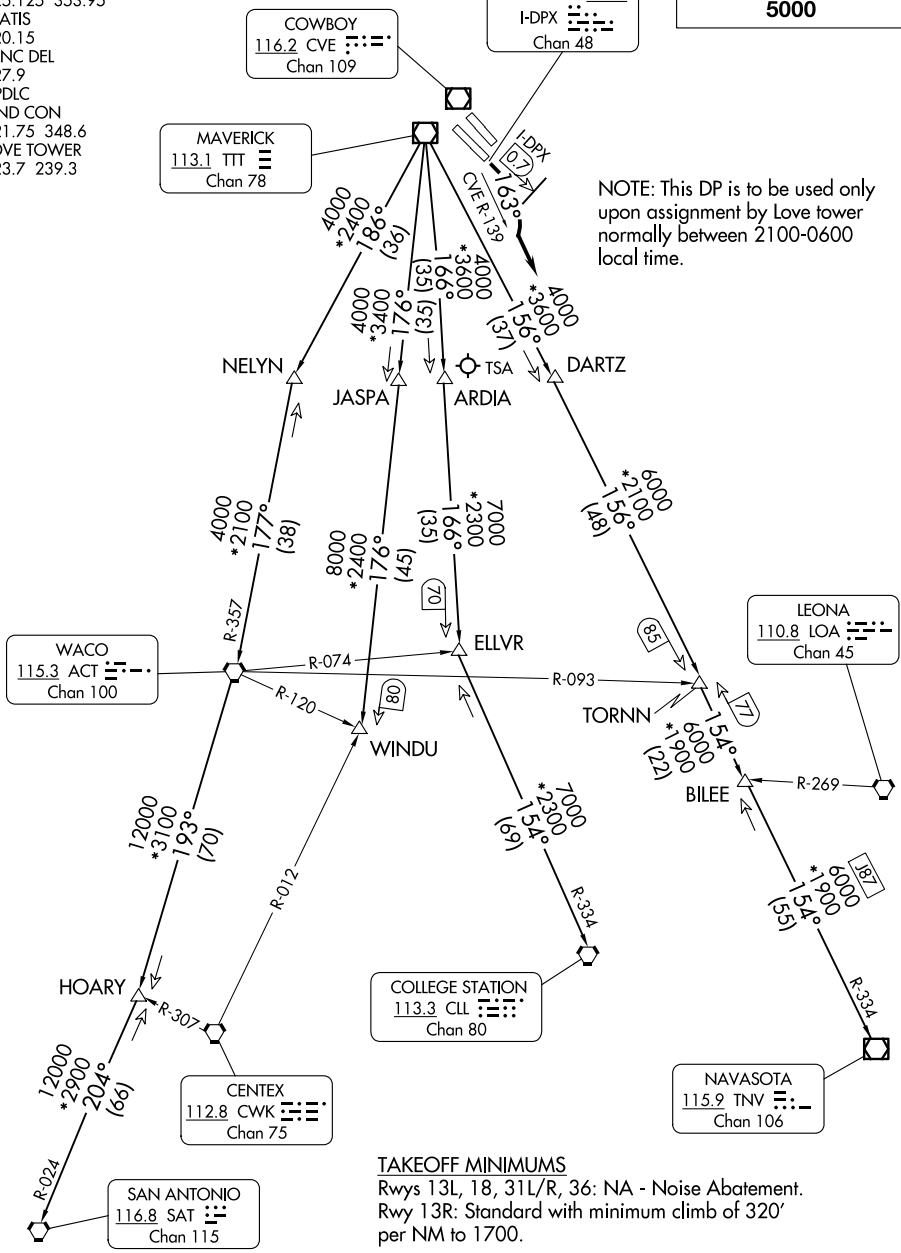 COWBOY
116.2 CVE
Chan 109
I-DPX
Chan 48
5000
MAVERICK
113.1 TTT
Chan 78
I-DPX
0.7
163°
CVE R-139
NOTE: This DP is to be used only
upon assignment by Love tower
normally between 2100-0600
local time.
4000
*2400
186°
(36)
4000
*3400
176°
(35)
4000
*3600
166°
(35)
4000
*3600
156°
(37)
NELYN
JASPA
ARDIA
TSA
DARTZ
4000
*2100
177°
(38)
R-357
8000
*2400
176°
(45)
7000
*2300
166°
(35)
6000
*2100
156°
(48)
70
85
LEONA
110.8 LOA
Chan 45
WACO
115.3 ACT
Chan 100
R-074
ELLVR
R-093
R-120
80
WINDU
TORNN
77
6000
*1900
154°
(22)
BILEE
R-269
12000
*3100
193°
(70)
R-012
7000
*2300
154°
(69)
R-334
J87
6000
*1900
154°
(55)
R-334
HOARY
R-307
COLLEGE STATION
113.3 CLL
Chan 80
12000
*2900
204°
(66)
R-024
CENTEX
112.8 CWK
Chan 75
NAVASOTA
115.9 TNV
Chan 106
SAN ANTONIO
116.8 SAT
Chan 115
TAKEOFF MINIMUMS
Rwys 13L, 18, 31L/R, 36: NA - Noise Abatement.
Rwy 13R: Standard with minimum climb of 320'
per NM to 1700.
353.95
ATIS
DEL
CON
348.6
TOWER
239.3